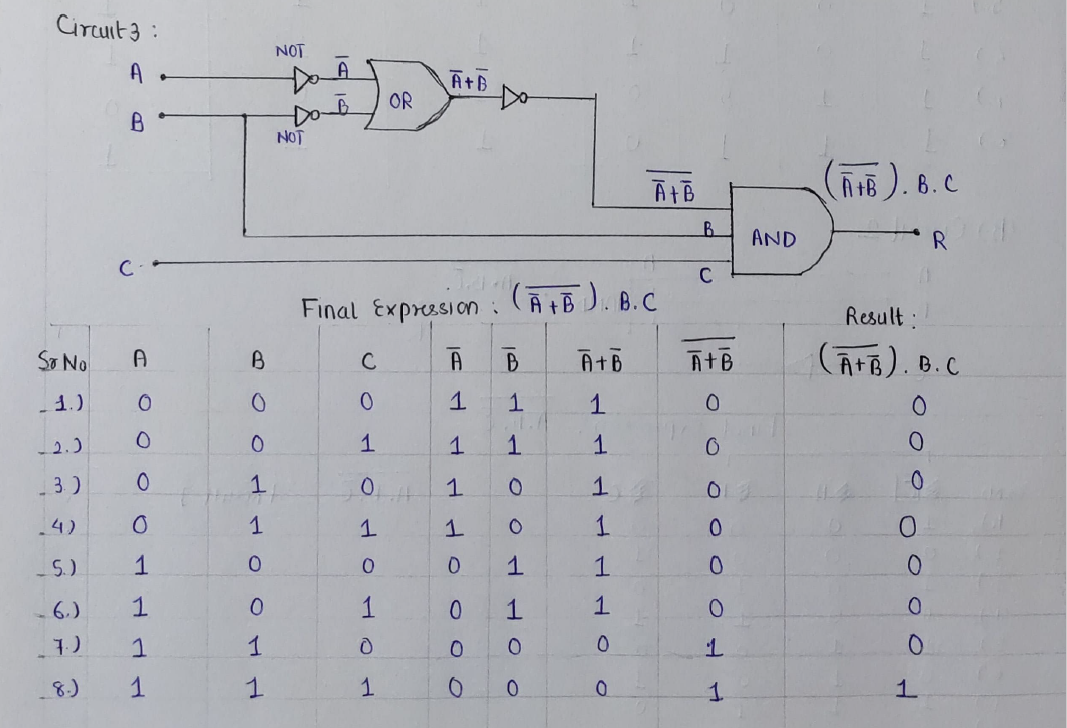 Circuit 3 :
NOT
A Ā Ā+B̄
OR
B B̄
NOT
(‾(Ā+B̄)) . B . C
‾(Ā+B̄)
B AND R
C C
Final Expression : (‾(Ā+B̄)) . B . C
Result :
Sr No A B C Ā B̄ Ā+B̄ ‾(Ā+B̄) (‾(Ā+B̄)) . B . C
1.) 0 0 0 1 1 1 0 0
2.) 0 0 1 1 1 1 0 0
3.) 0 1 0 1 0 1 0 0
4) 0 1 1 1 0 1 0 0
5.) 1 0 0 0 1 1 0 0
6.) 1 0 1 0 1 1 0 0
7.) 1 1 0 0 0 0 1 0
8.) 1 1 1 0 0 0 1 1